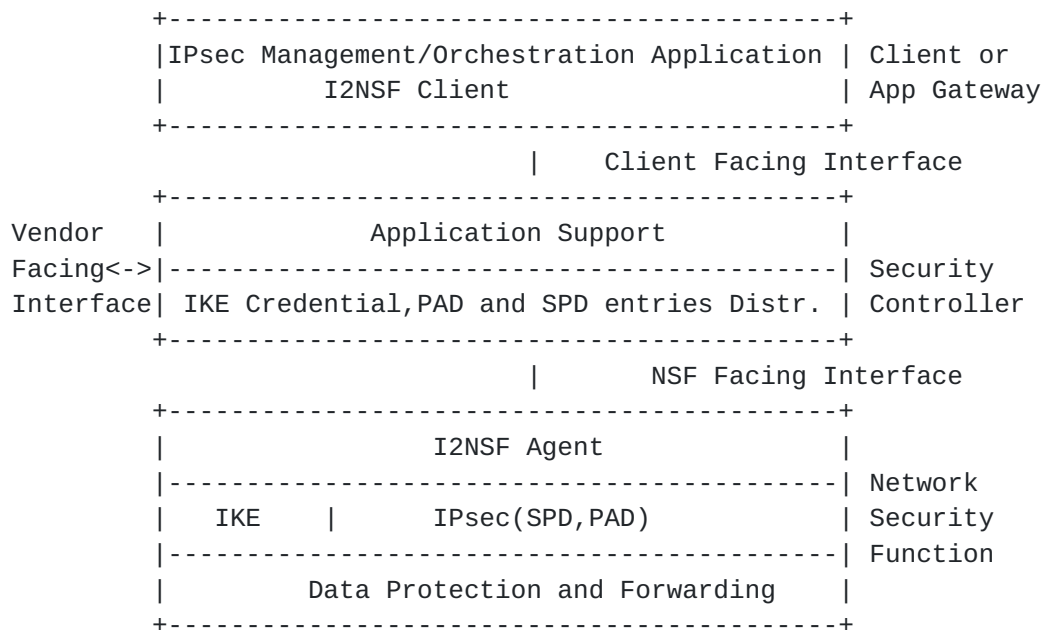 +-------------------------------------------+
|IPsec Management/Orchestration Application | Client or
|          I2NSF Client                     | App Gateway
+-------------------------------------------+
                        |    Client Facing Interface
+-------------------------------------------+
Vendor   |             Application Support           |
Facing<->|-------------------------------------------| Security
Interface| IKE Credential,PAD and SPD entries Distr. | Controller
+-------------------------------------------+
                        |       NSF Facing Interface
+-------------------------------------------+
|                 I2NSF Agent               |
|-------------------------------------------| Network
|   IKE    |      IPsec(SPD,PAD)            | Security
|-------------------------------------------| Function
|         Data Protection and Forwarding    |
+-------------------------------------------+